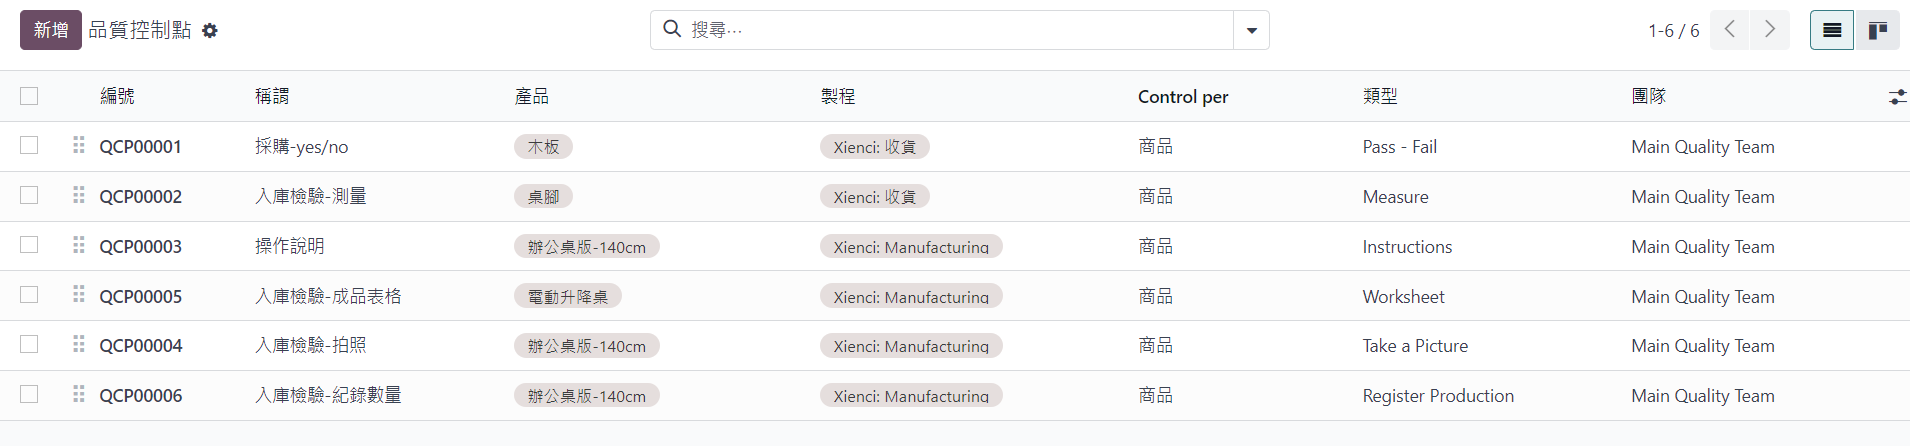 新增 品質控制點 搜尋... 1-6 / 6
編號 稱謂 產品 製程 Control per 類型 團隊
QCP00001 採購-yes/no 木板 Xienci: 收貨 商品 Pass - Fail Main Quality Team
QCP00002 入庫檢驗-測量 桌腳 Xienci: 收貨 商品 Measure Main Quality Team
QCP00003 操作說明 辦公桌版-140cm Xienci: Manufacturing 商品 Instructions Main Quality Team
QCP00005 入庫檢驗-成品表格 電動升降桌 Xienci: Manufacturing 商品 Worksheet Main Quality Team
QCP00004 入庫檢驗-拍照 辦公桌版-140cm Xienci: Manufacturing 商品 Take a Picture Main Quality Team
QCP00006 入庫檢驗-紀錄數量 辦公桌版-140cm Xienci: Manufacturing 商品 Register Production Main Quality Team